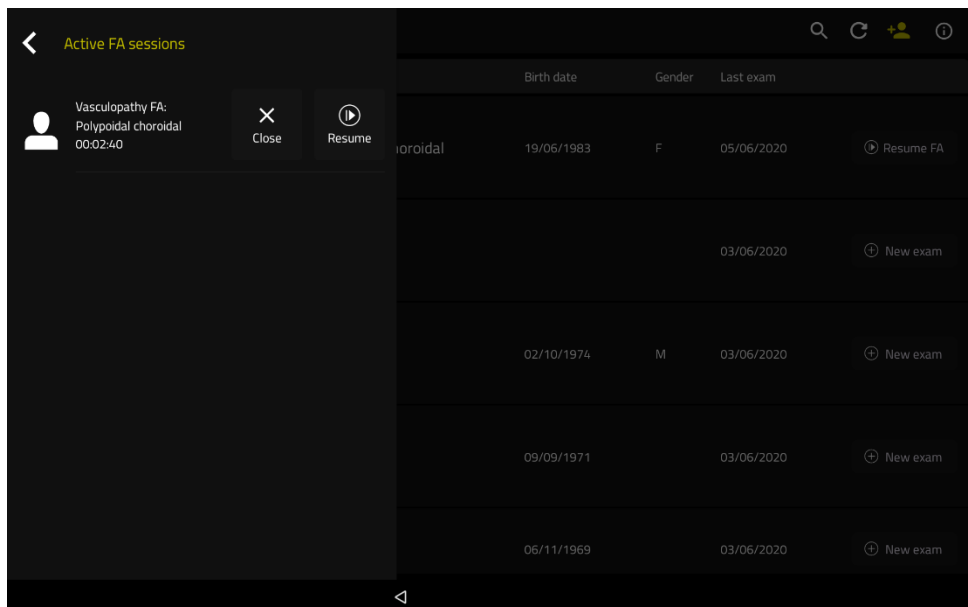 Active FA sessions
Birth date Gender Last exam
Vasculopathy FA:
Polypoidal choroidal
00:02:40
Close
Resume
19/06/1983 F 05/06/2020 Resume FA
03/06/2020 New exam
02/10/1974 M 03/06/2020 New exam
09/09/1971 03/06/2020 New exam
06/11/1969 03/06/2020 New exam